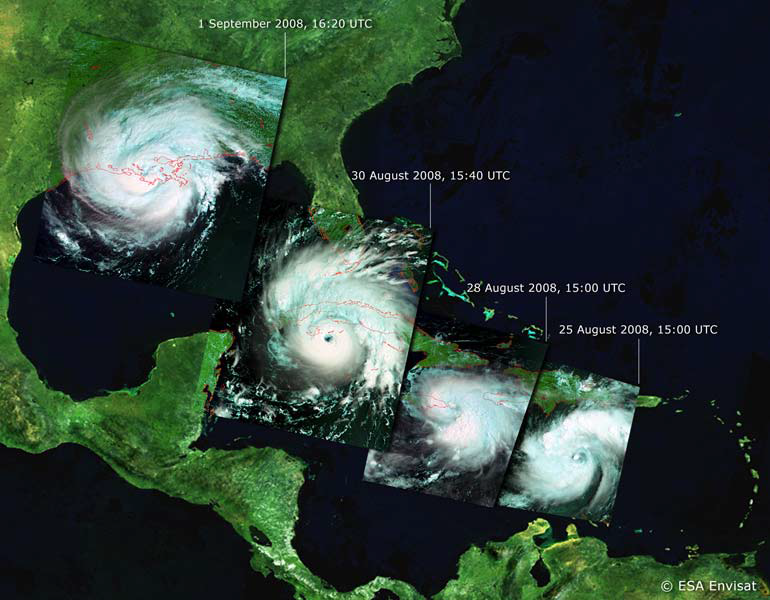 1 September 2008, 16:20 UTC
30 August 2008, 15:40 UTC
28 August 2008, 15:00 UTC
25 August 2008, 15:00 UTC
© ESA Envisat